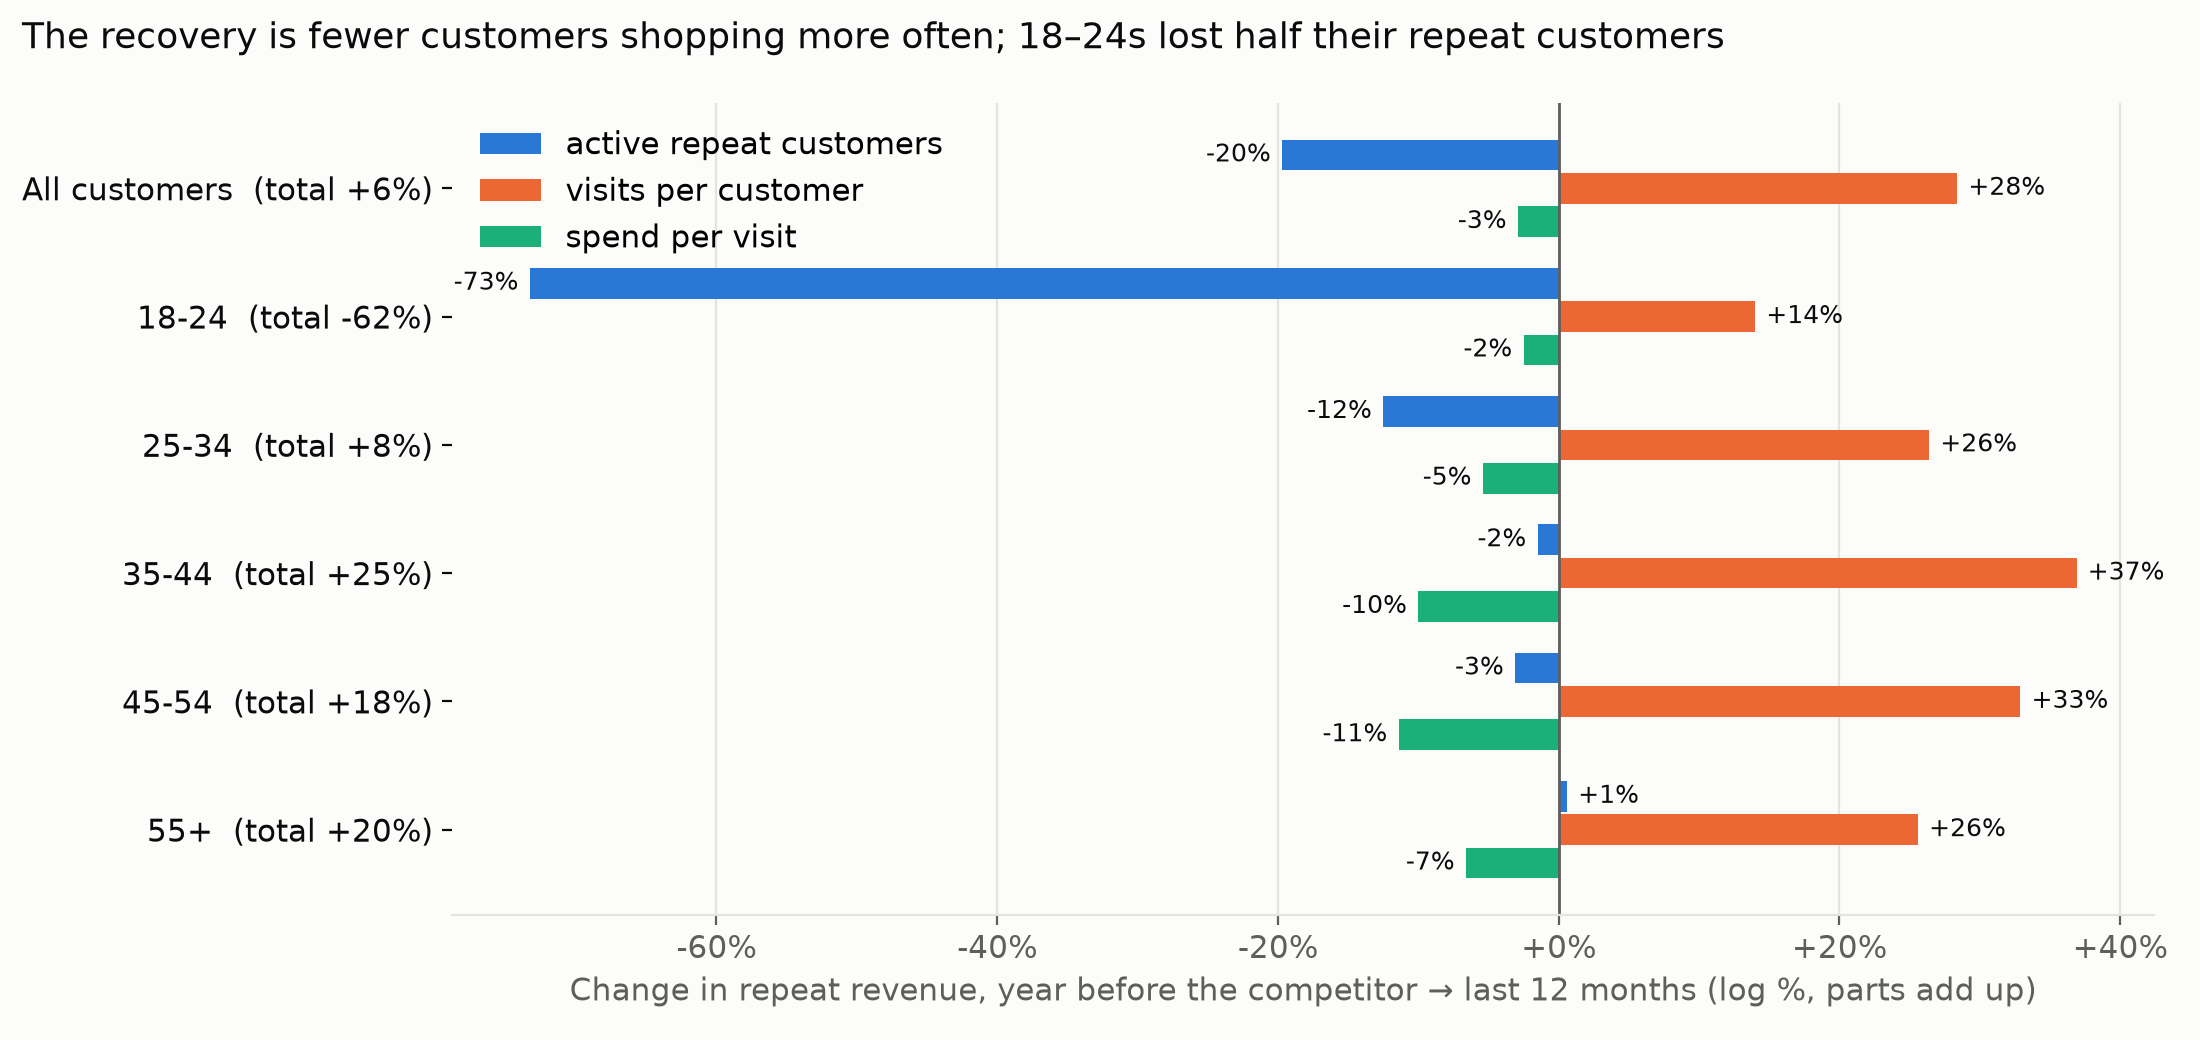 The recovery is fewer customers shopping more often; 18–24s lost half their repeat customers
active repeat customers
visits per customer
spend per visit
All customers (total +6%)
-20%
+28%
-3%
18-24 (total -62%)
-73%
+14%
-2%
25-34 (total +8%)
-12%
+26%
-5%
35-44 (total +25%)
-2%
+37%
-10%
45-54 (total +18%)
-3%
+33%
-11%
55+ (total +20%)
+1%
+26%
-7%
-60%
-40%
-20%
+0%
+20%
+40%
Change in repeat revenue, year before the competitor → last 12 months (log %, parts add up)